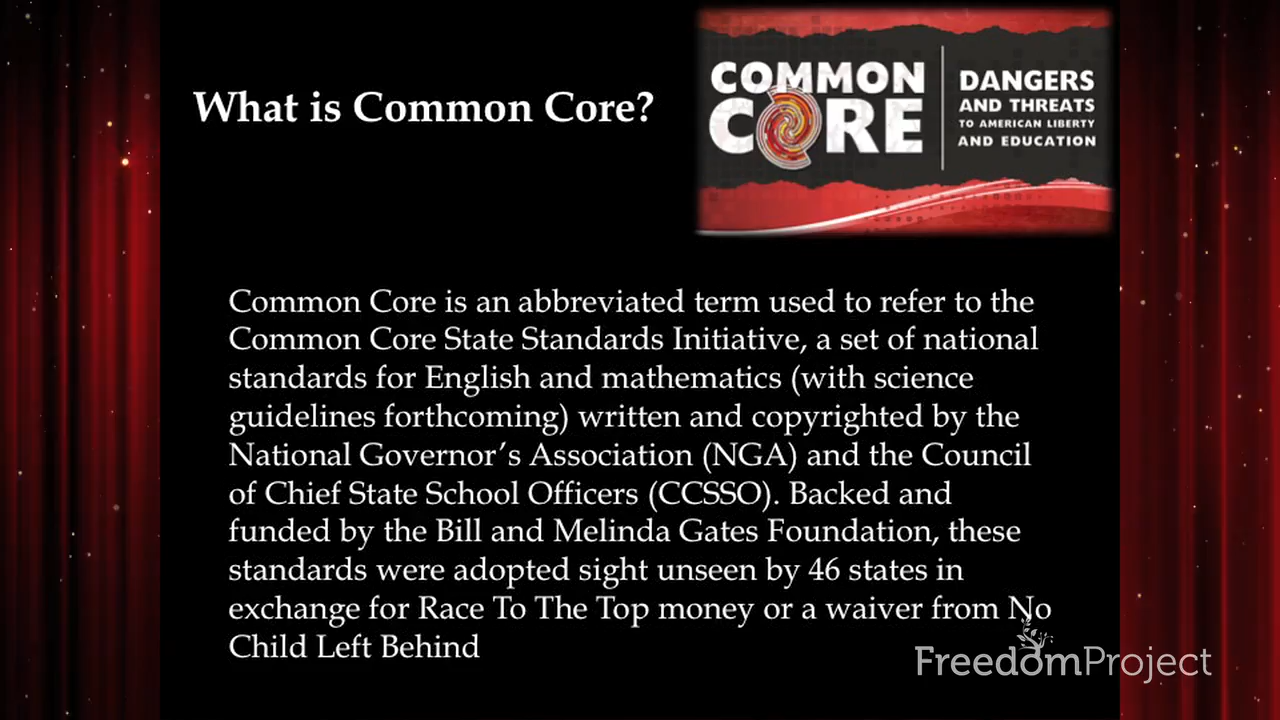 What is Common Core?
COMMON
CORE
DANGERS
AND THREATS
TO AMERICAN LIBERTY
AND EDUCATION
Common Core is an abbreviated term used to refer to the
Common Core State Standards Initiative, a set of national
standards for English and mathematics (with science
guidelines forthcoming) written and copyrighted by the
National Governor's Association (NGA) and the Council
of Chief State School Officers (CCSSO). Backed and
funded by the Bill and Melinda Gates Foundation, these
standards were adopted sight unseen by 46 states in
exchange for Race To The Top money or a waiver from No
Child Left Behind
FreedomProject